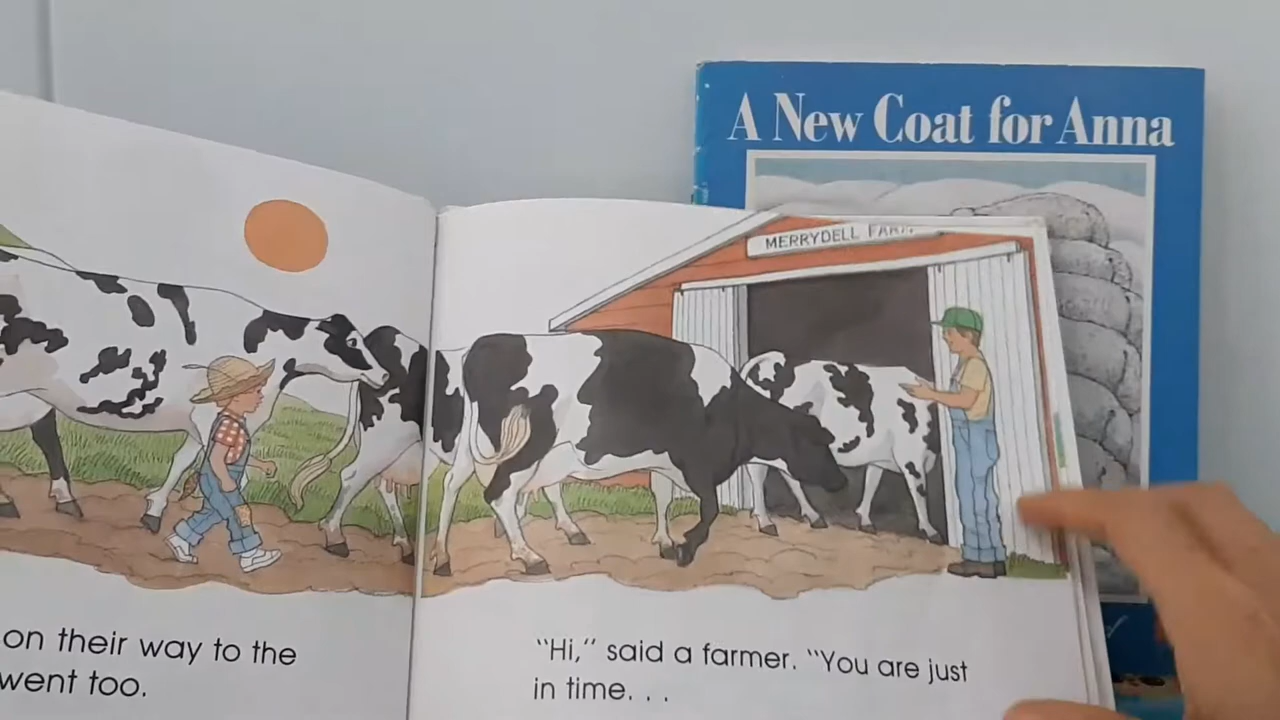 A New Coat for Anna
MERRYDELL FARM
on their way to the
went too.
“Hi,” said a farmer. “You are just
in time. . .